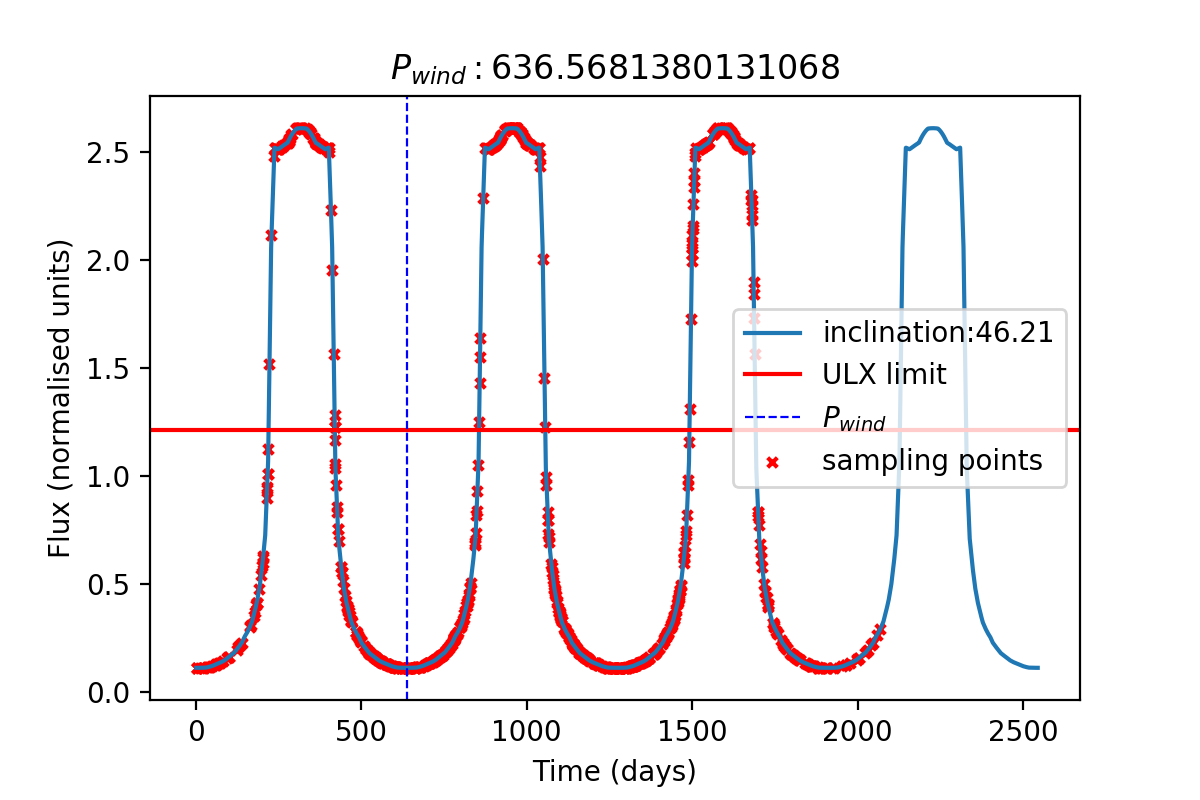 P_wind : 636.5681380131068
Flux (normalised units)
2.5
2.0
1.5
1.0
0.5
0.0
inclination:46.21
ULX limit
P_wind
sampling points
0 500 1000 1500 2000 2500
Time (days)